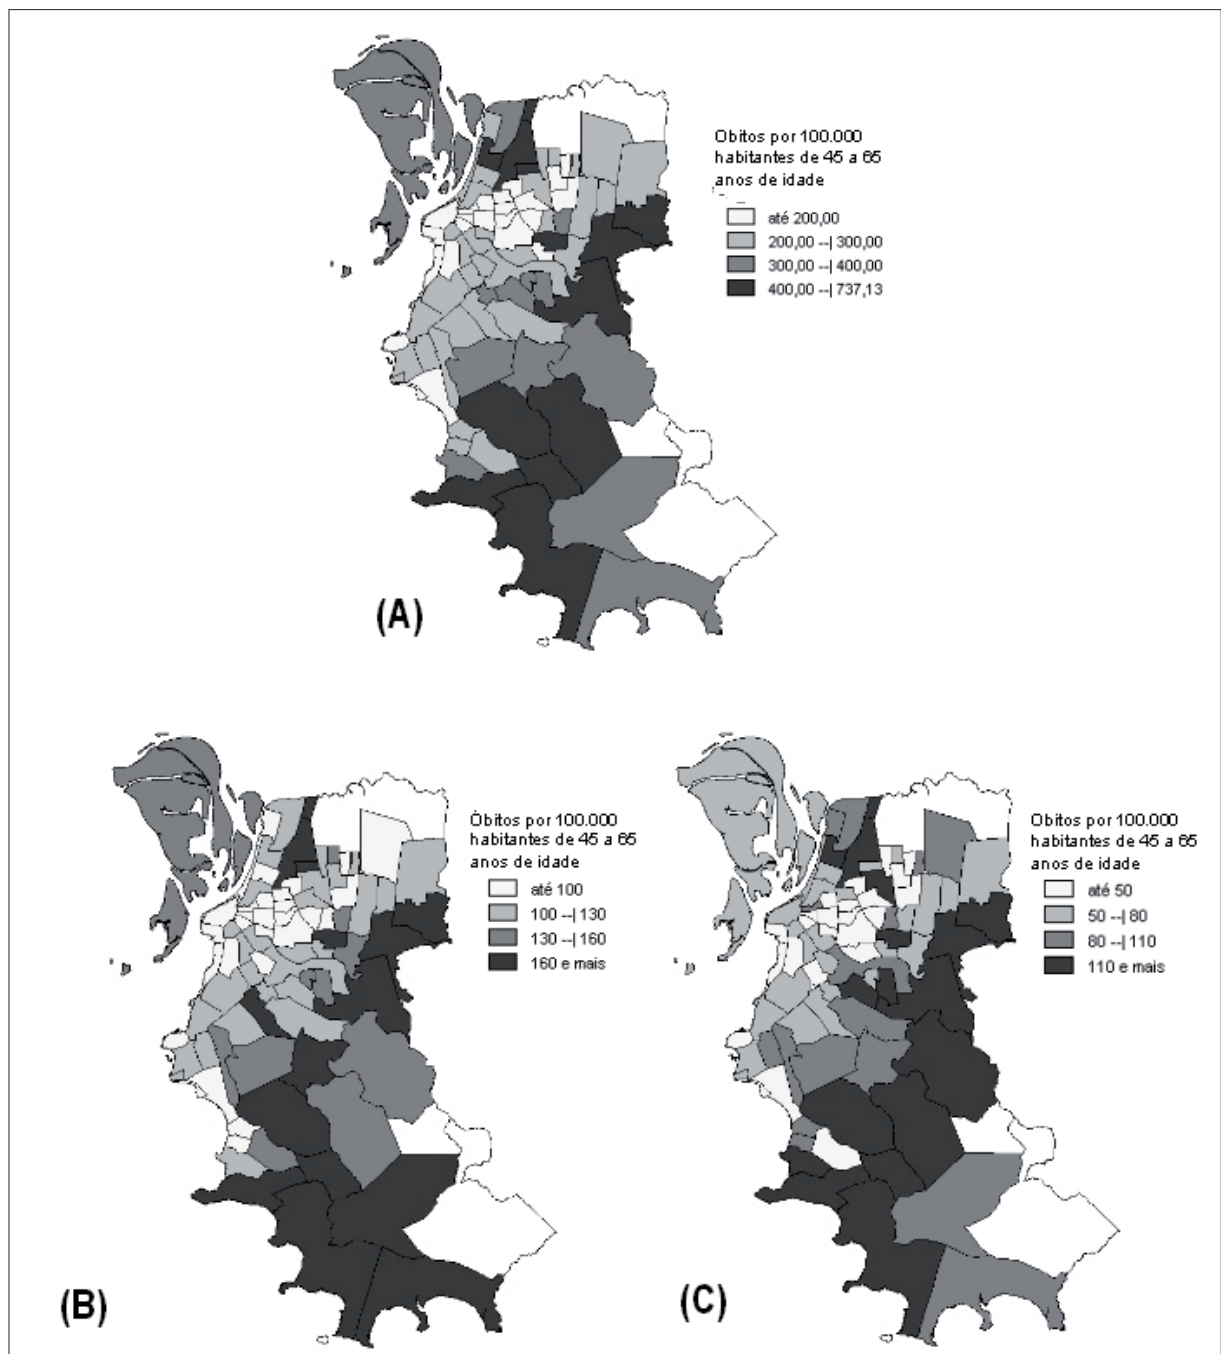 Obitos por 100.000
habitantes de 45 a 65
anos de idade
até 200,00
200,00 --| 300,00
300,00 --| 400,00
400,00 --| 737,13
(A)
Óbitos por 100.000
habitantes de 45 a 65
anos de idade
até 100
100 --| 130
130 --| 160
160 e mais
(B)
Óbitos por 100.000
habitantes de 45 a 65
anos de idade
até 50
50 --| 80
80 --| 110
110 e mais
(C)